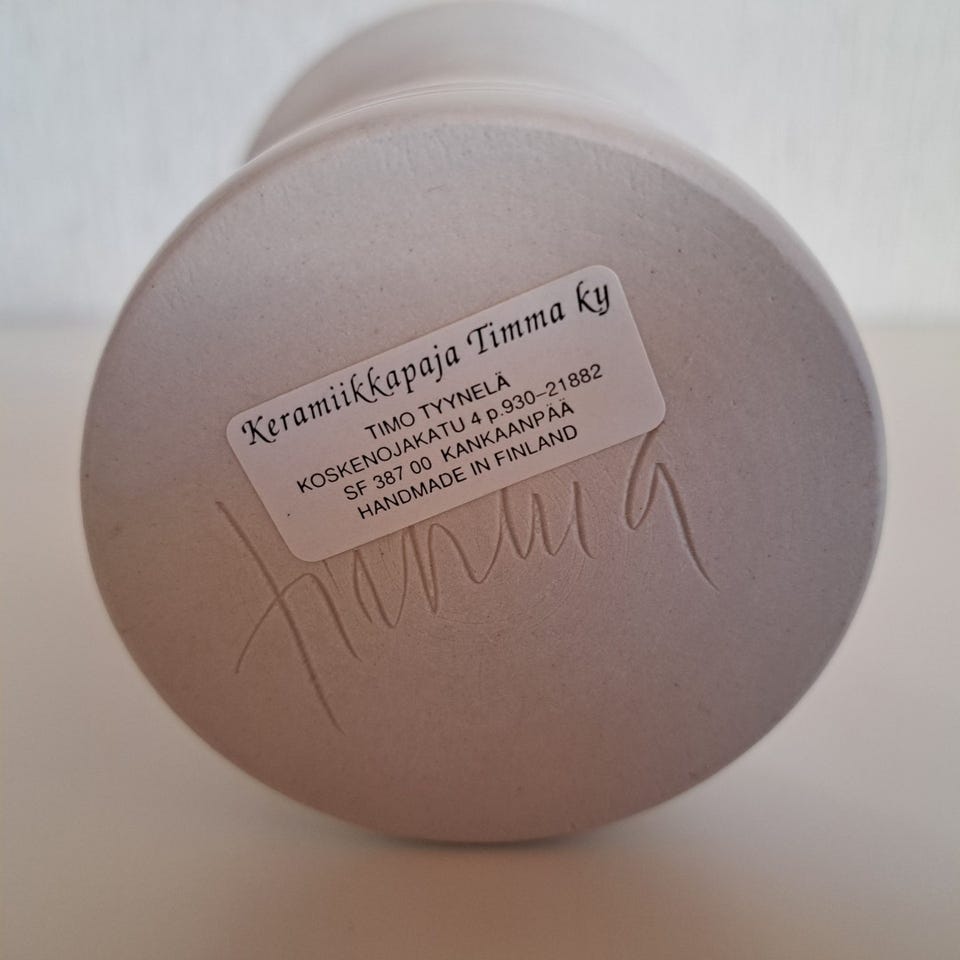 Keramiikkapaja Timma ky
TIMO TYYNELÄ
KOSKENOJAKATU 4 p.930–21882
SF 387 00 KANKAANPÄÄ
HANDMADE IN FINLAND